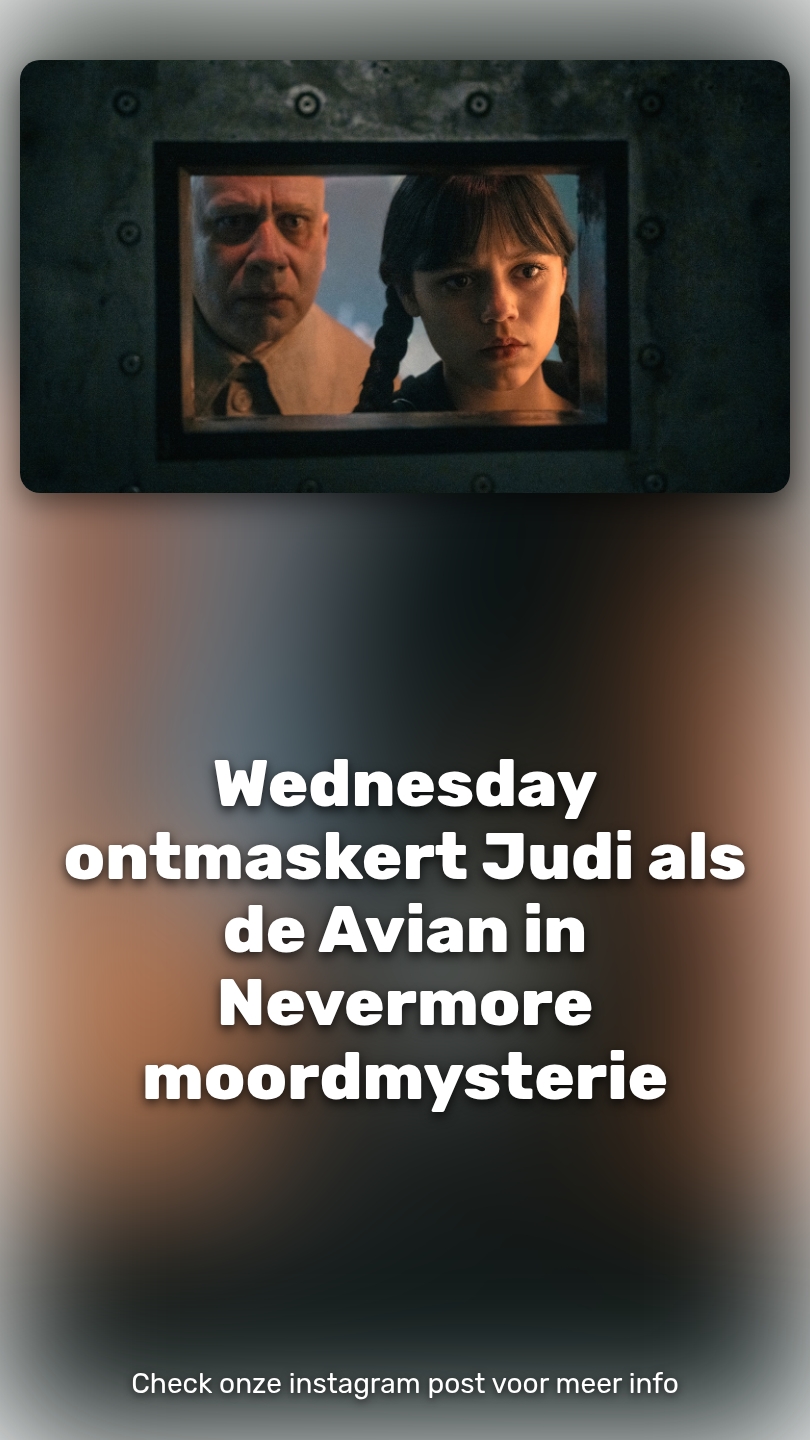 Wednesday
ontmaskert Judi als
de Avian in
Nevermore
moordmysterie
Check onze instagram post voor meer info